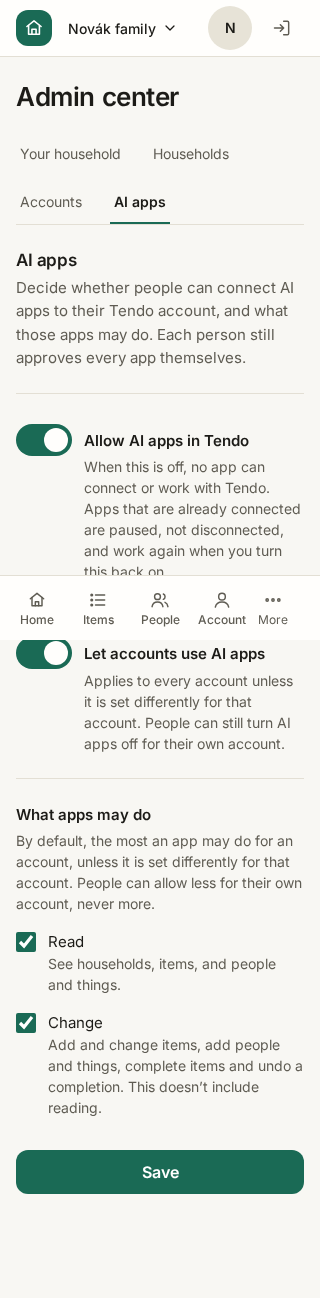 Novák family
N
Admin center
Your household
Households
Accounts
AI apps
AI apps
Decide whether people can connect AI
apps to their Tendo account, and what
those apps may do. Each person still
approves every app themselves.
Allow AI apps in Tendo
When this is off, no app can
connect or work with Tendo.
Apps that are already connected
are paused, not disconnected,
and work again when you turn
this back on.
Home
Items
People
Account
More
Let accounts use AI apps
Applies to every account unless
it is set differently for that
account. People can still turn AI
apps off for their own account.
What apps may do
By default, the most an app may do for an
account, unless it is set differently for that
account. People can allow less for their own
account, never more.
Read
See households, items, and people
and things.
Change
Add and change items, add people
and things, complete items and undo a
completion. This doesn’t include
reading.
Save